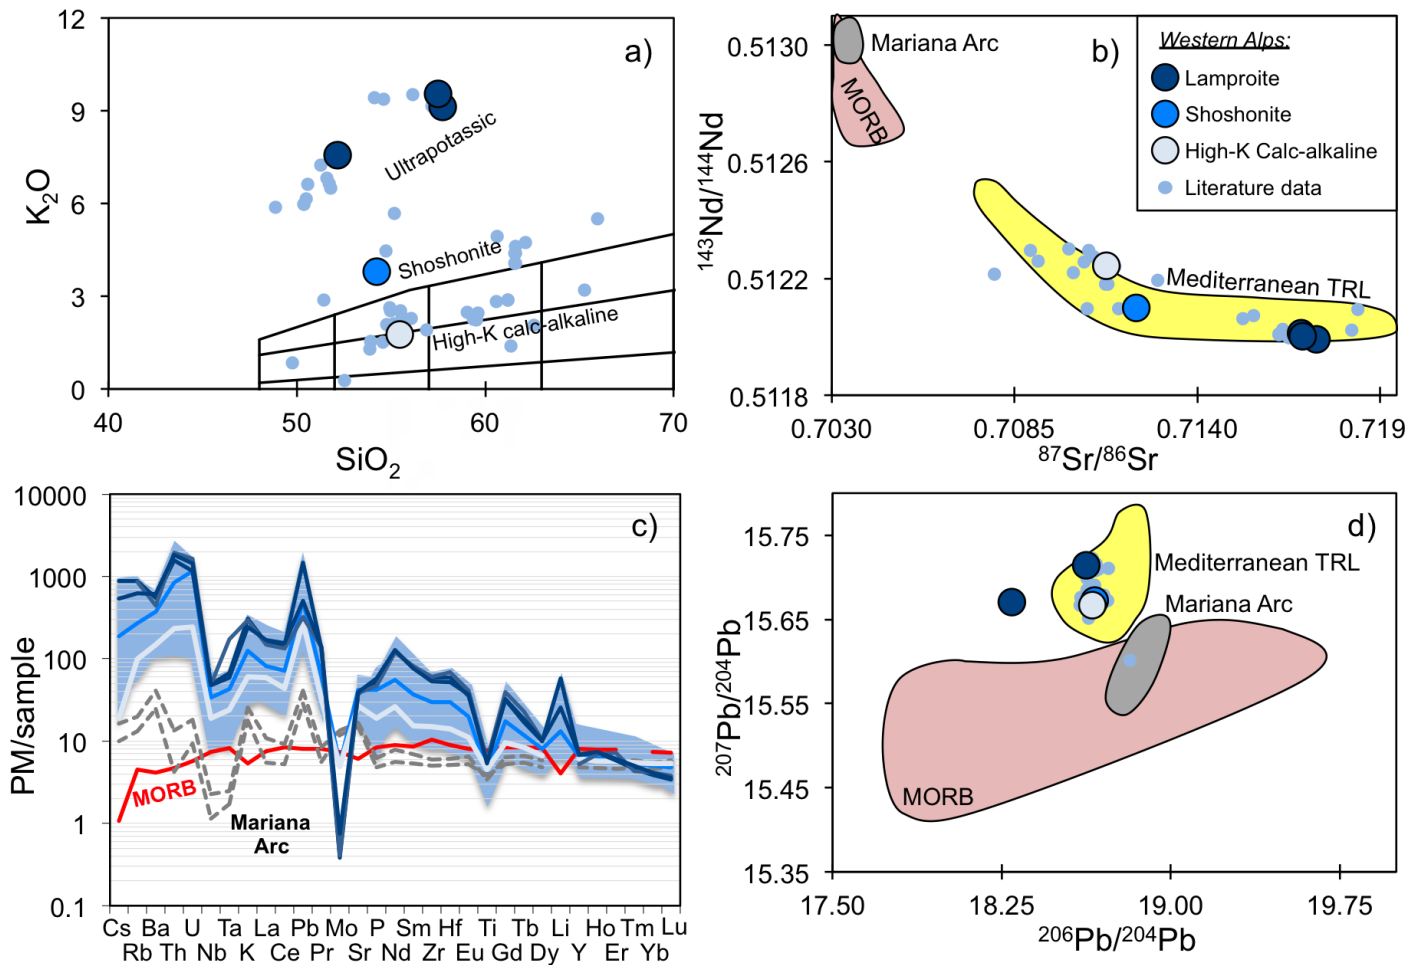 12
9
6
3
0
K2O
a)
Ultrapotassic
Shoshonite
High-K calc-alkaline
40
50
60
70
SiO2
0.5130
0.5126
0.5122
0.5118
143Nd/144Nd
Mariana Arc
MORB
b)
Western Alps:
Lamproite
Shoshonite
High-K Calc-alkaline
Literature data
Mediterranean TRL
0.7030
0.7085
0.7140
0.719
87Sr/86Sr
10000
1000
100
10
1
0.1
PM/sample
c)
MORB
Mariana
Arc
Cs Ba U Ta La Pb Mo P Sm Hf Ti Tb Li Ho Tm Lu
Rb Th Nb K Ce Pr Sr Nd Zr Eu Gd Dy Y Er Yb
15.75
15.65
15.55
15.45
15.35
207Pb/204Pb
d)
Mediterranean TRL
Mariana Arc
MORB
17.50
18.25
19.00
19.75
206Pb/204Pb